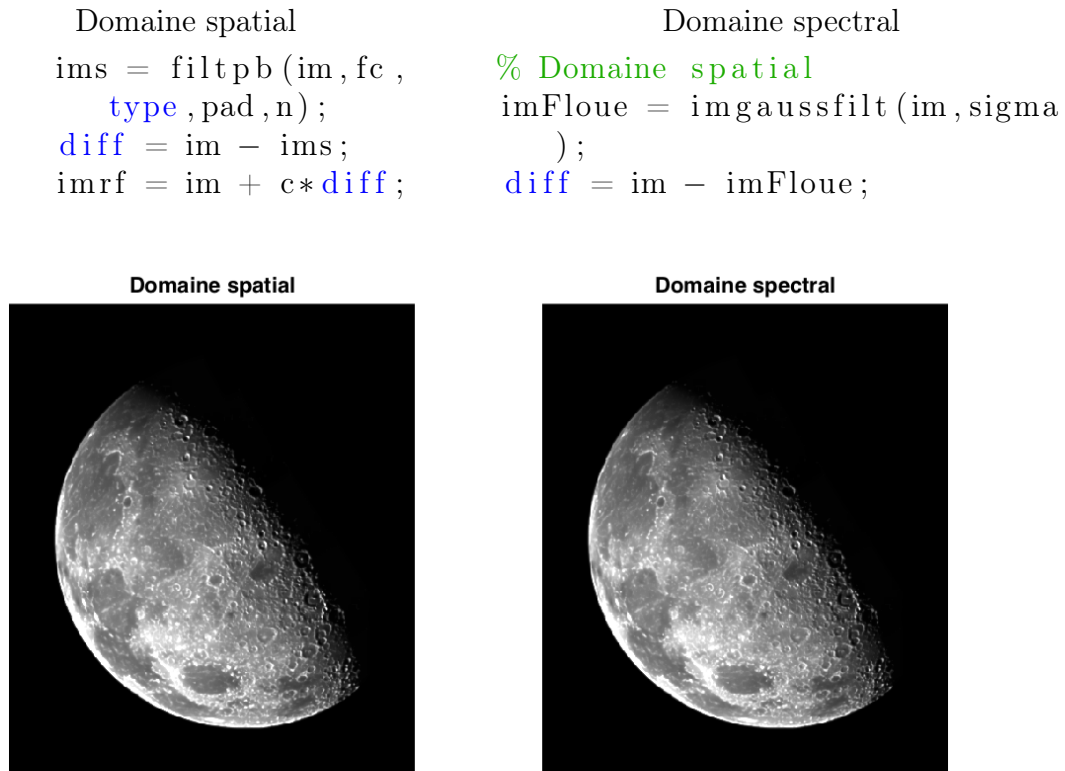 Domaine spatial
ims = filtpb(im,fc,
type,pad,n);
diff = im − ims;
imrf = im + c*diff;
Domaine spectral
% Domaine spatial
imFloue = imgaussfilt(im,sigma
);
diff = im − imFloue;
Domaine spatial
Domaine spectral